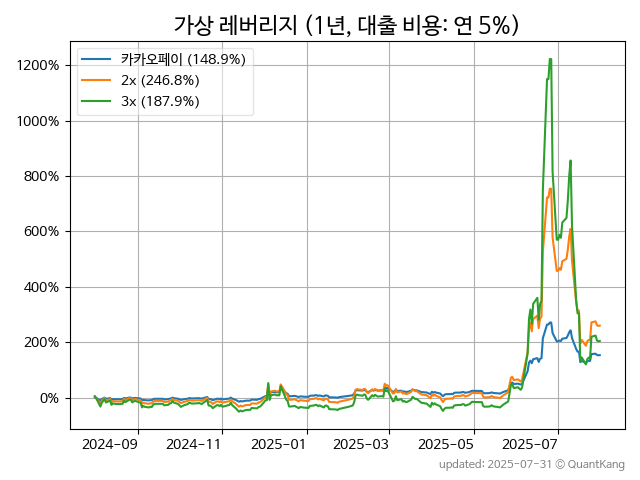 가상 레버리지 (1년, 대출 비용: 연 5%)
카카오페이 (148.9%)
2x (246.8%)
3x (187.9%)
1200%
1000%
800%
600%
400%
200%
0%
2024-09 2024-11 2025-01 2025-03 2025-05 2025-07
updated: 2025-07-31 © QuantKang